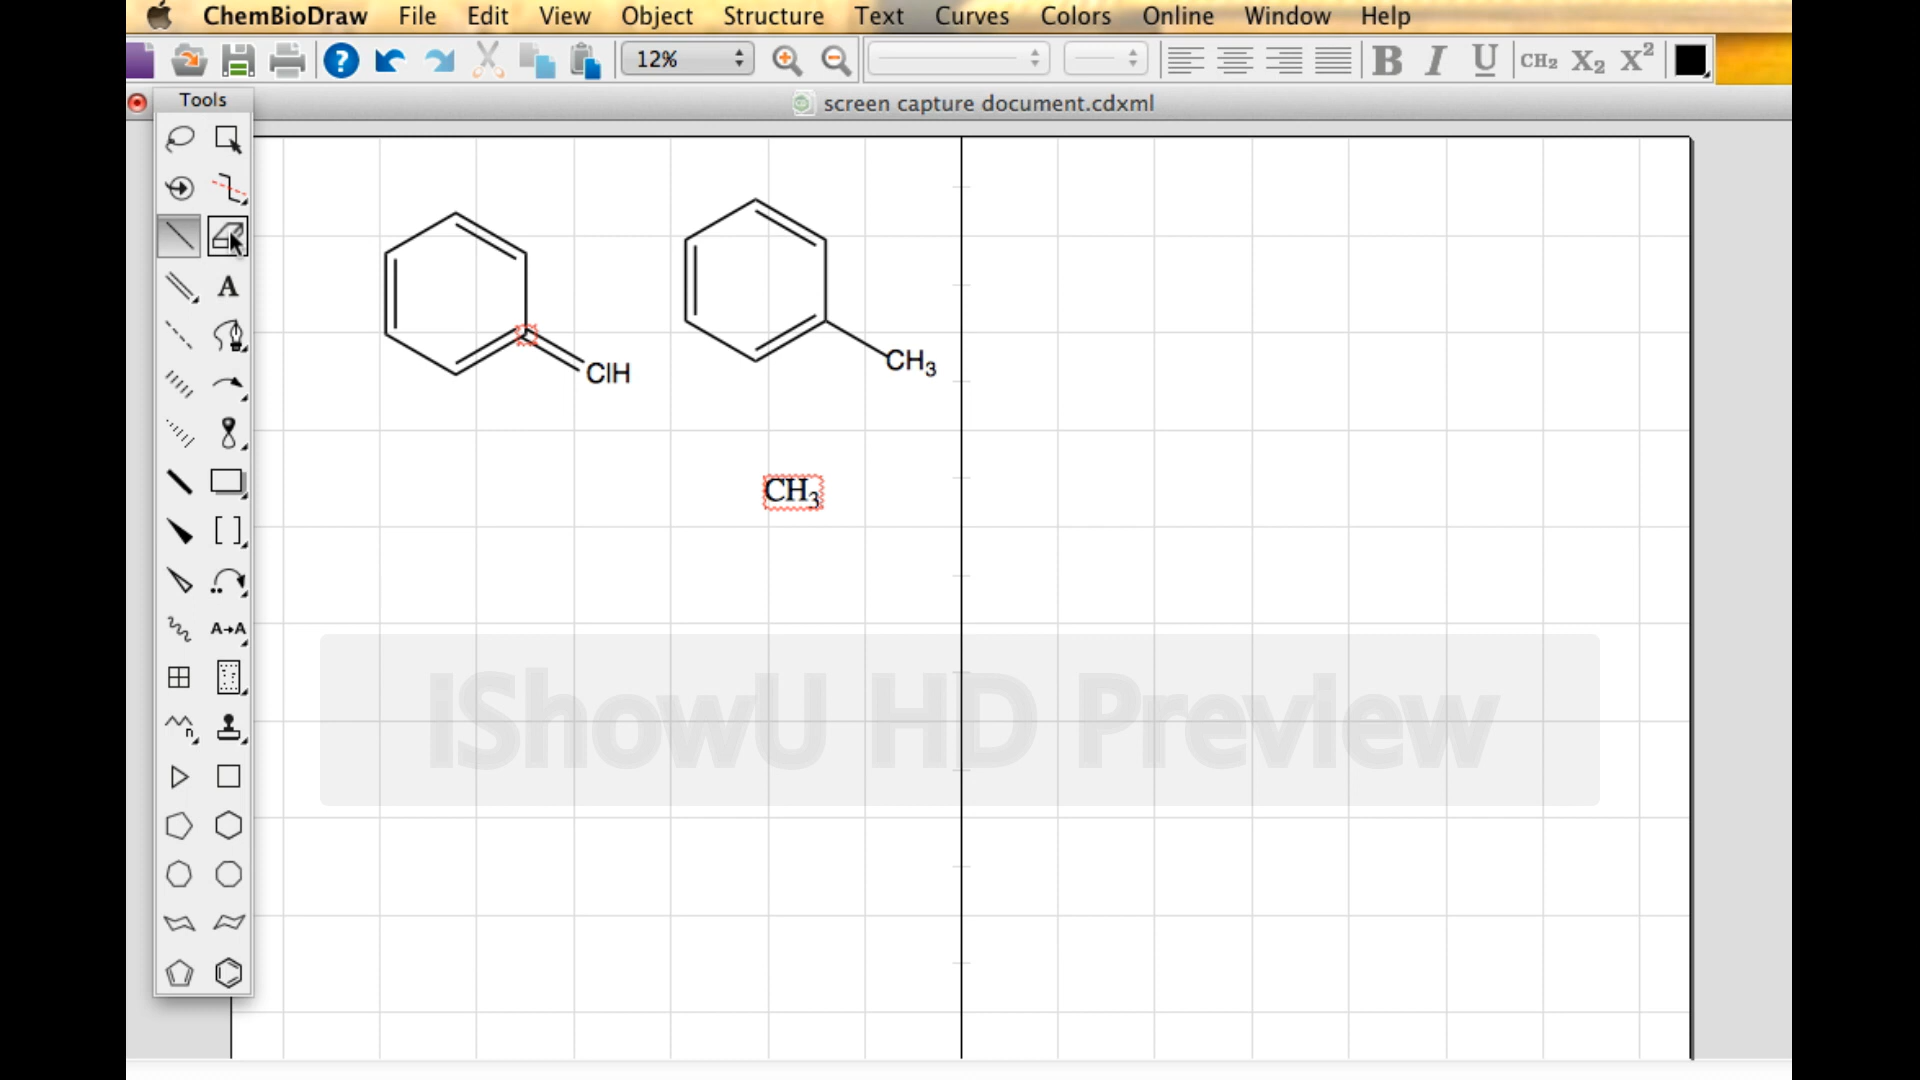 ChemBioDraw File Edit View Object Structure Text Curves Colors Online Window Help
? 12% B I U CH₂ X₂ X²
Tools
screen capture document.cdxml
A
A→A
n
ClH
CH₃
CH₃
iShowU HD Preview